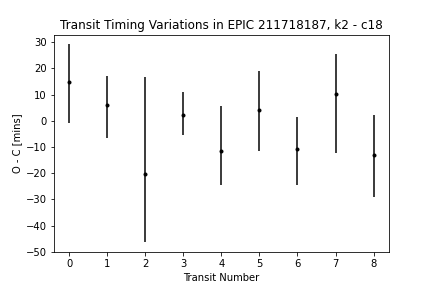 Transit Timing Variations in EPIC 211718187, k2 - c18
30
20
10
0
−10
−20
−30
−40
−50
O - C [mins]
0 1 2 3 4 5 6 7 8
Transit Number